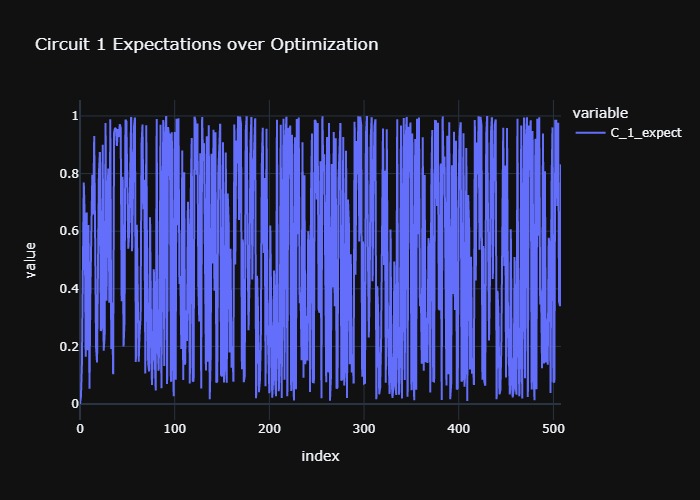 Circuit 1 Expectations over Optimization
variable
C_1_expect
value
1
0.8
0.6
0.4
0.2
0
0
100
200
300
400
500
index